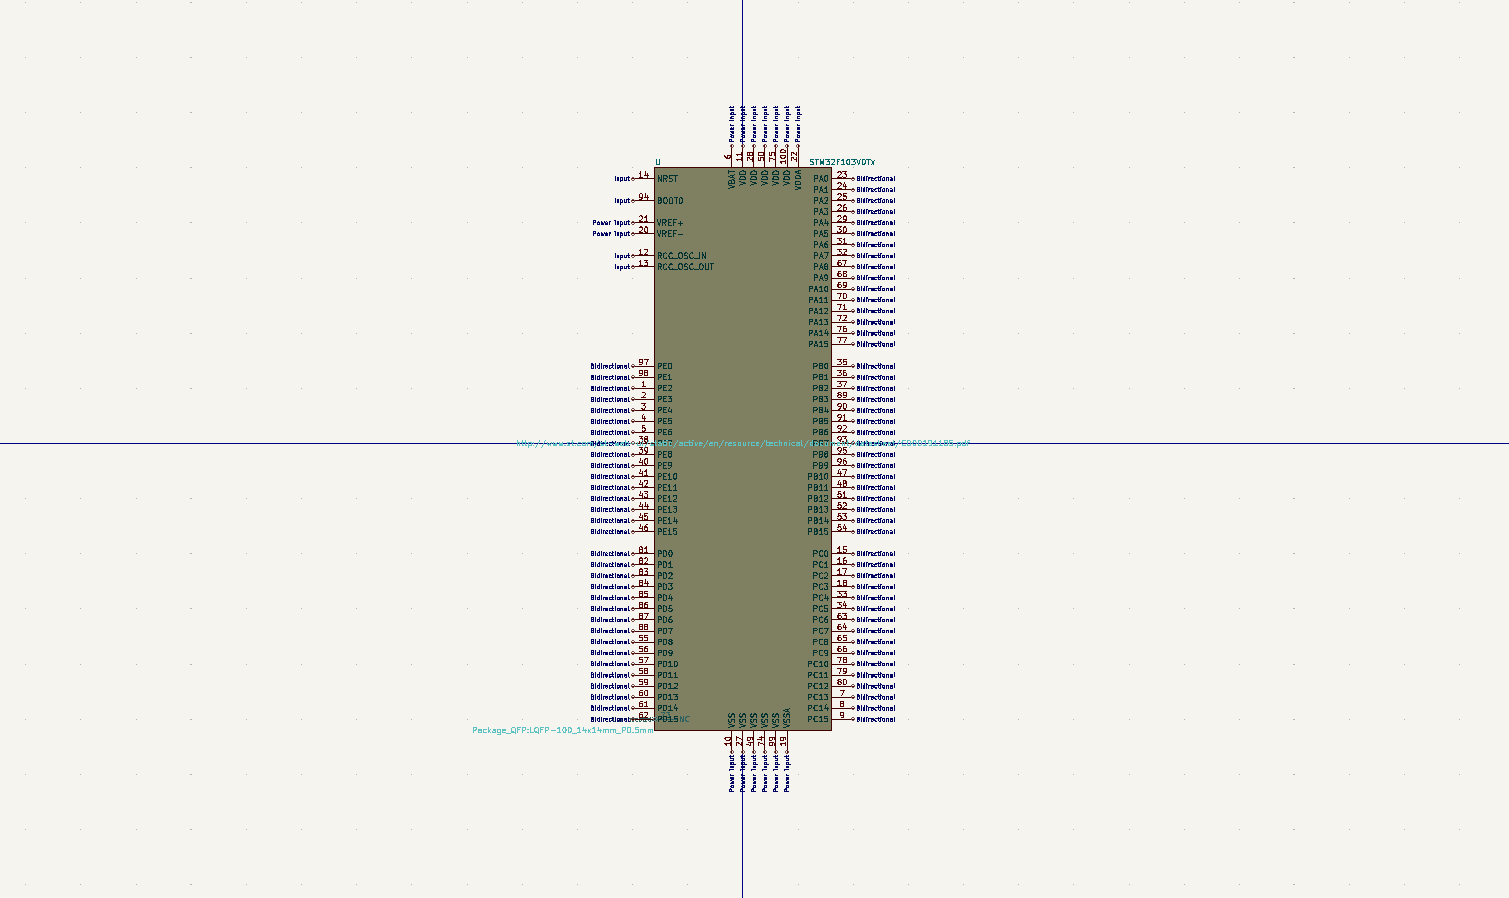 Power Input Power Input Power Input Power Input Power Input Power Input Power Input
6 11 28 50 75 100 22
VBAT VDD VDD VDD VDD VDD VDDA
U STM32F103VDTx
Input 14 NRST PA0 23 Bidirectional
PA1 24 Bidirectional
Input 94 BOOT0 PA2 25 Bidirectional
PA3 26 Bidirectional
Power Input 21 VREF+ PA4 29 Bidirectional
Power Input 20 VREF- PA5 30 Bidirectional
PA6 31 Bidirectional
Input 12 RCC_OSC_IN PA7 32 Bidirectional
Input 13 RCC_OSC_OUT PA8 67 Bidirectional
PA9 68 Bidirectional
PA10 69 Bidirectional
PA11 70 Bidirectional
PA12 71 Bidirectional
PA13 72 Bidirectional
PA14 76 Bidirectional
PA15 77 Bidirectional
Bidirectional 97 PE0 PB0 35 Bidirectional
Bidirectional 98 PE1 PB1 36 Bidirectional
Bidirectional 1 PE2 PB2 37 Bidirectional
Bidirectional 2 PE3 PB3 89 Bidirectional
Bidirectional 3 PE4 PB4 90 Bidirectional
Bidirectional 4 PE5 PB5 91 Bidirectional
Bidirectional 5 PE6 PB6 92 Bidirectional
Bidirectional 38 93 Bidirectional
Bidirectional 39 PE8 PB8 95 Bidirectional
Bidirectional 40 PE9 PB9 96 Bidirectional
Bidirectional 41 PE10 PB10 47 Bidirectional
Bidirectional 42 PE11 PB11 48 Bidirectional
Bidirectional 43 PE12 PB12 51 Bidirectional
Bidirectional 44 PE13 PB13 52 Bidirectional
Bidirectional 45 PE14 PB14 53 Bidirectional
Bidirectional 46 PE15 PB15 54 Bidirectional
Bidirectional 81 PD0 PC0 15 Bidirectional
Bidirectional 82 PD1 PC1 16 Bidirectional
Bidirectional 83 PD2 PC2 17 Bidirectional
Bidirectional 84 PD3 PC3 18 Bidirectional
Bidirectional 85 PD4 PC4 33 Bidirectional
Bidirectional 86 PD5 PC5 34 Bidirectional
Bidirectional 87 PD6 PC6 63 Bidirectional
Bidirectional 88 PD7 PC7 64 Bidirectional
Bidirectional 55 PD8 PC8 65 Bidirectional
Bidirectional 56 PD9 PC9 66 Bidirectional
Bidirectional 57 PD10 PC10 78 Bidirectional
Bidirectional 58 PD11 PC11 79 Bidirectional
Bidirectional 59 PD12 PC12 80 Bidirectional
Bidirectional 60 PD13 PC13 7 Bidirectional
Bidirectional 61 PD14 PC14 8 Bidirectional
Bidirectional 62 PD15 NC PC15 9 Bidirectional
VSS VSS VSS VSS VSS VSSA
Package_QFP:LQFP-100_14x14mm_P0.5mm
10 27 49 74 99 19
Power Input Power Input Power Input Power Input Power Input Power Input